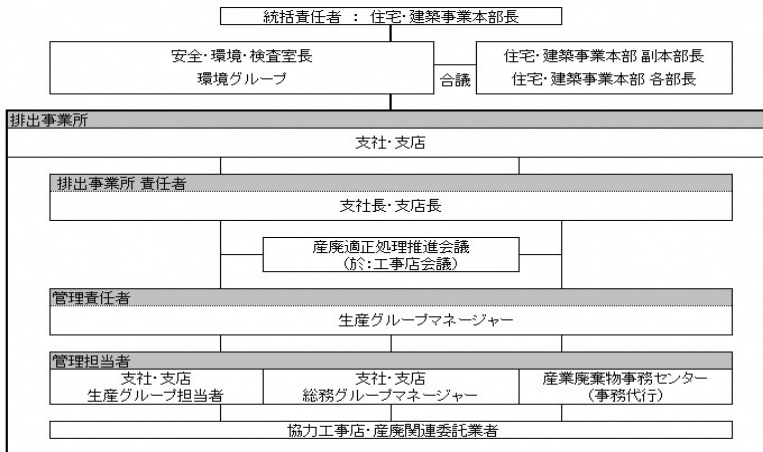 統括責任者 : 住宅・建築事業本部長
安全・環境・検査室長
環境グループ
合議
住宅・建築事業本部 副本部長
住宅・建築事業本部 各部長
排出事業所
支社・支店
排出事業所 責任者
支社長・支店長
産廃適正処理推進会議
(於:工事店会議)
管理責任者
生産グループマネージャー
管理担当者
支社・支店
生産グループ担当者
支社・支店
総務グループマネージャー
産業廃棄物事務センター
(事務代行)
協力工事店・産廃関連委託業者